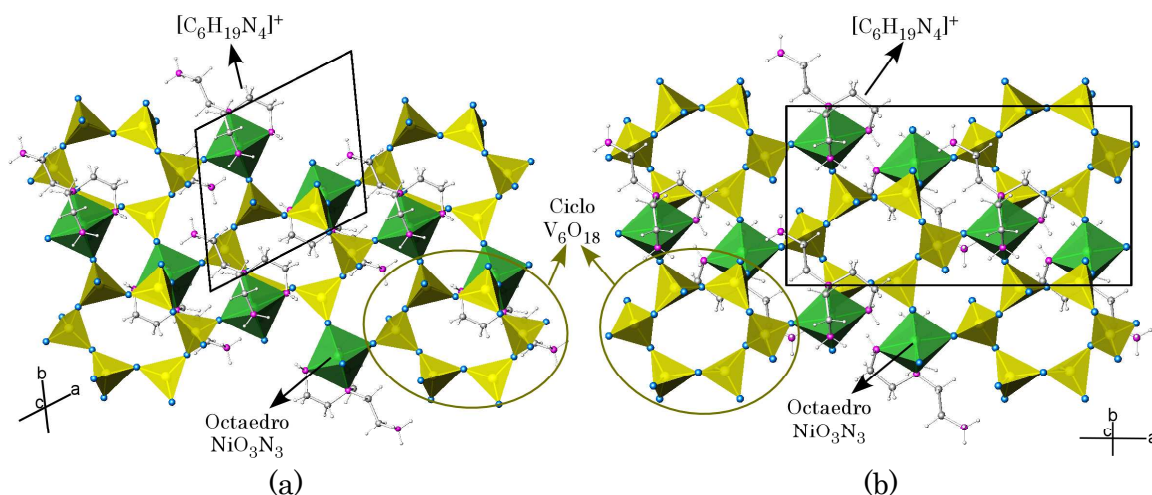 [C₆H₁₉N₄]⁺
[C₆H₁₉N₄]⁺
Ciclo
V₆O₁₈
b
c a
Octaedro
NiO₃N₃
Octaedro
NiO₃N₃
b
c a
(a)
(b)